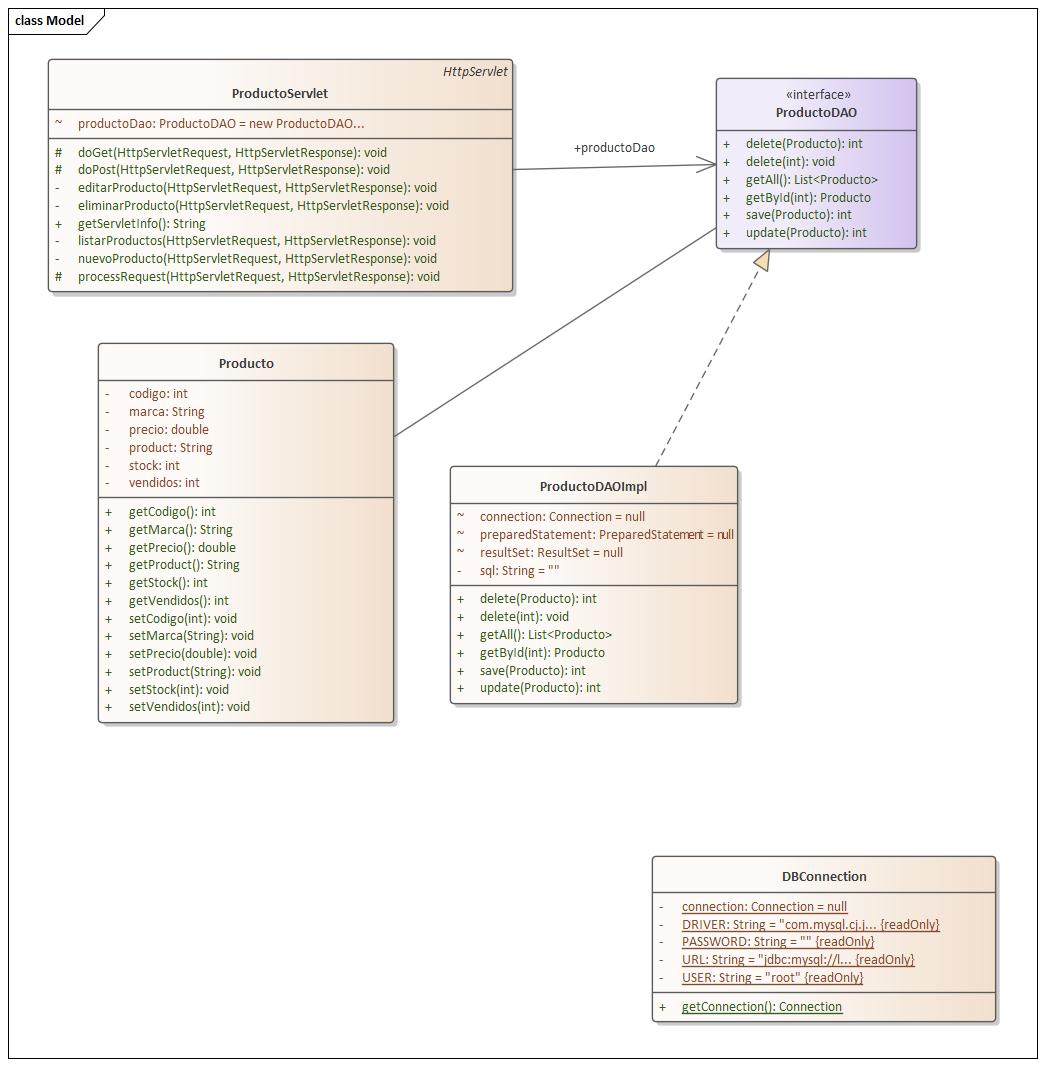 class Model
HttpServlet
ProductoServlet
~ productoDao: ProductoDAO = new ProductoDAO...
# doGet(HttpServletRequest, HttpServletResponse): void
# doPost(HttpServletRequest, HttpServletResponse): void
- editarProducto(HttpServletRequest, HttpServletResponse): void
- eliminarProducto(HttpServletRequest, HttpServletResponse): void
+ getServletInfo(): String
- listarProductos(HttpServletRequest, HttpServletResponse): void
- nuevoProducto(HttpServletRequest, HttpServletResponse): void
# processRequest(HttpServletRequest, HttpServletResponse): void
+productoDao
«interface»
ProductoDAO
+ delete(Producto): int
+ delete(int): void
+ getAll(): List<Producto>
+ getById(int): Producto
+ save(Producto): int
+ update(Producto): int
Producto
- codigo: int
- marca: String
- precio: double
- product: String
- stock: int
- vendidos: int
+ getCodigo(): int
+ getMarca(): String
+ getPrecio(): double
+ getProduct(): String
+ getStock(): int
+ getVendidos(): int
+ setCodigo(int): void
+ setMarca(String): void
+ setPrecio(double): void
+ setProduct(String): void
+ setStock(int): void
+ setVendidos(int): void
ProductoDAOImpl
~ connection: Connection = null
~ preparedStatement: PreparedStatement = null
~ resultSet: ResultSet = null
- sql: String = ""
+ delete(Producto): int
+ delete(int): void
+ getAll(): List<Producto>
+ getById(int): Producto
+ save(Producto): int
+ update(Producto): int
DBConnection
- connection: Connection = null
- DRIVER: String = "com.mysql.cj.j... {readOnly}
- PASSWORD: String = "" {readOnly}
- URL: String = "jdbc:mysql://l... {readOnly}
- USER: String = "root" {readOnly}
+ getConnection(): Connection